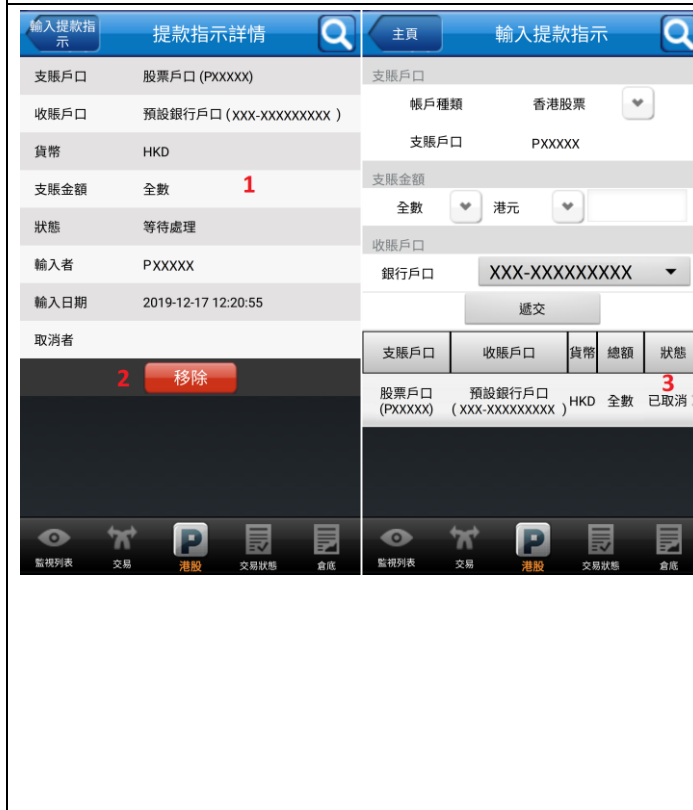 輸入提款指
示
提款指示詳情
支賬戶口 股票戶口 (PXXXXX)
收賬戶口 預設銀行戶口 ( XXX-XXXXXXXXX )
貨幣 HKD
支賬金額 全數 1
狀態 等待處理
輸入者 PXXXXX
輸入日期 2019-12-17 12:20:55
取消者
2 移除
監視列表 交易 P 港股 交易狀態 倉底
主頁 輸入提款指示
支賬戶口
帳戶種類 香港股票
支賬戶口 PXXXXX
支賬金額
全數 港元
收賬戶口
銀行戶口 XXX-XXXXXXXX
遞交
支賬戶口 收賬戶口 貨幣 總額 狀態
3
股票戶口 預設銀行戶口 HKD 全數 已取消
(PXXXXX) ( XXX-XXXXXXXXX )
監視列表 交易 P 港股 交易狀態 倉底